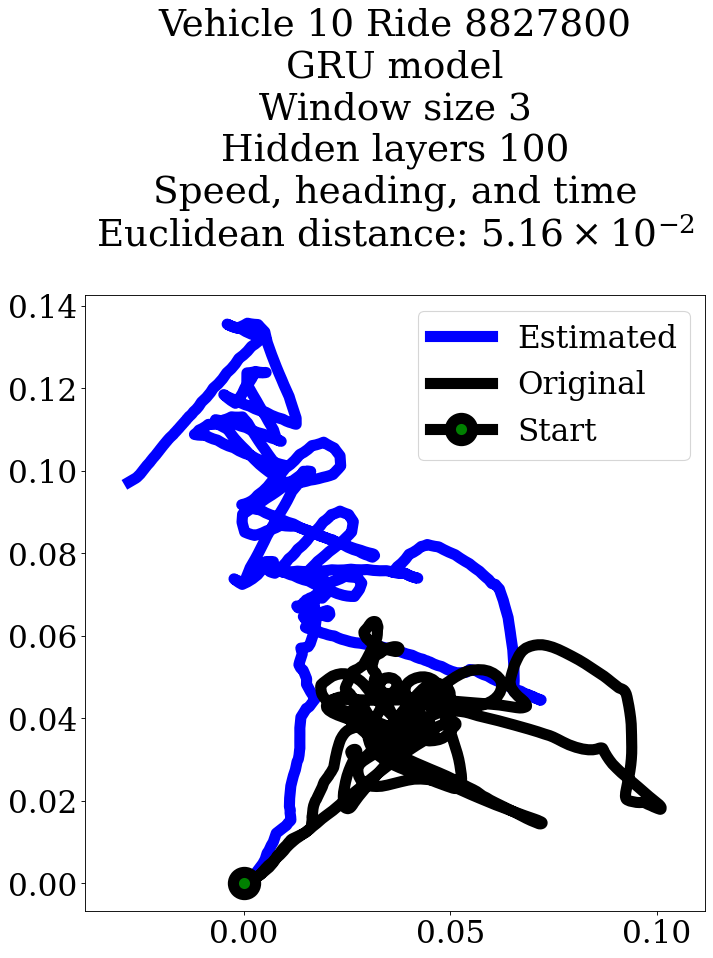 Vehicle 10 Ride 8827800
GRU model
Window size 3
Hidden layers 100
Speed, heading, and time
Euclidean distance: 5.16 × 10⁻²
0.14
0.12
0.10
0.08
0.06
0.04
0.02
0.00
Estimated
Original
Start
0.00 0.05 0.10